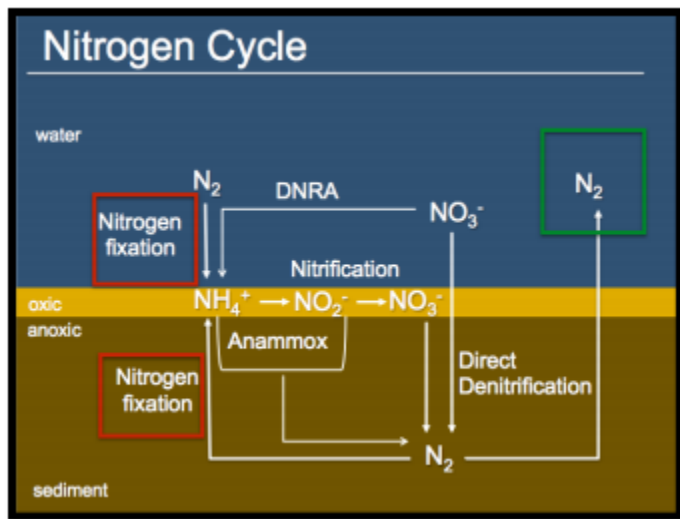 Nitrogen Cycle
water
N₂
DNRA
NO₃⁻
N₂
Nitrogen
fixation
Nitrification
oxic
NH₄⁺ → NO₂⁻ → NO₃⁻
anoxic
Anammox
Nitrogen
fixation
Direct
Denitrification
N₂
sediment